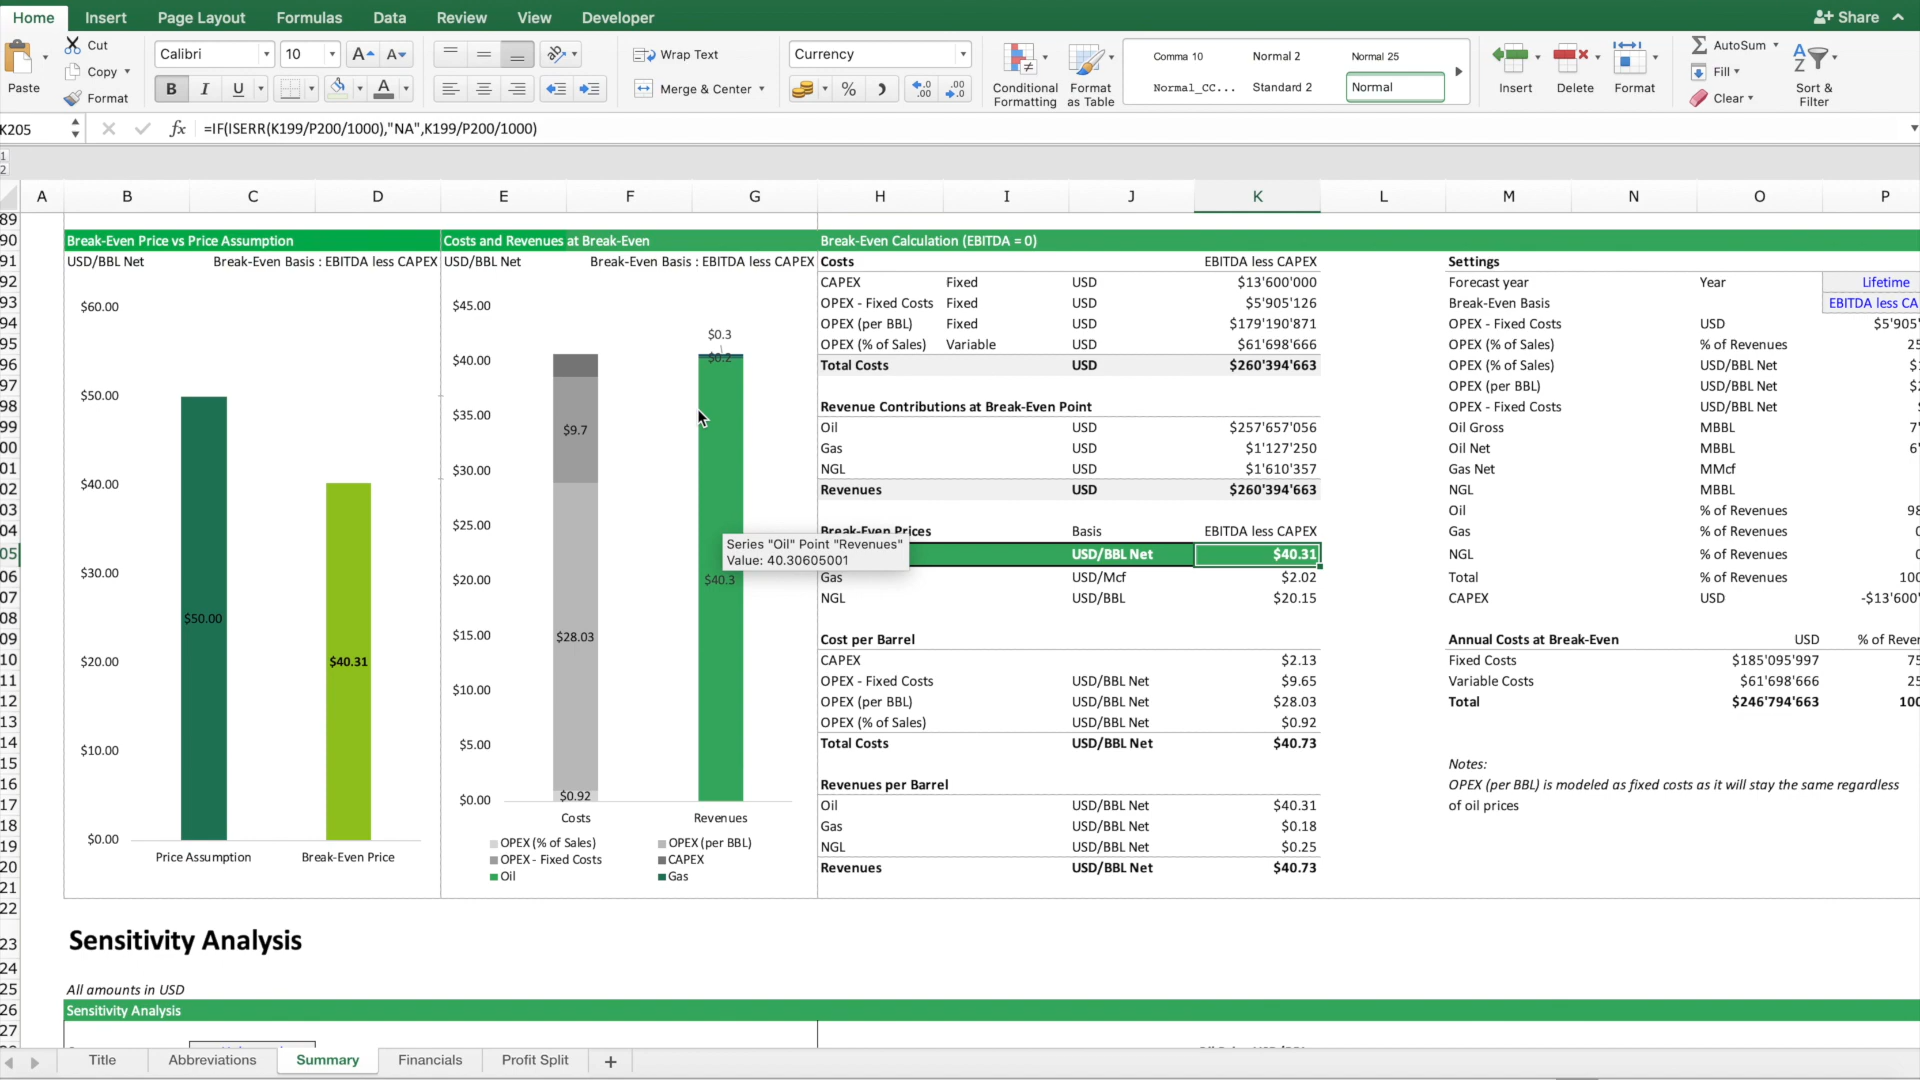 Home Insert Page Layout Formulas Data Review View Developer Share
Paste Cut Copy Format
Calibri 10 Wrap Text Merge & Center Currency
B I U A
Conditional Formatting Format as Table
Comma 10 Normal 2 Normal 25
Normal_CC... Standard 2 Normal
Insert Delete Format
AutoSum Fill Clear
Sort & Filter
K205 fx =IF(ISERR(K199/P200/1000),"NA",K199/P200/1000)
1
2
A B C D E F G H I J K L M N O P
89
90 Break-Even Price vs Price Assumption Costs and Revenues at Break-Even Break-Even Calculation (EBITDA = 0)
91 USD/BBL Net Break-Even Basis : EBITDA less CAPEX USD/BBL Net Break-Even Basis : EBITDA less CAPEX Costs EBITDA less CAPEX Settings
92 CAPEX Fixed USD $13'600'000 Forecast year Year Lifetime
93 OPEX - Fixed Costs Fixed USD $5'905'126 Break-Even Basis EBITDA less CA
94 OPEX (per BBL) Fixed USD $179'190'871 OPEX - Fixed Costs USD $5'905'
95 OPEX (% of Sales) Variable USD $61'698'666 OPEX (% of Sales) % of Revenues 25
96 Total Costs USD $260'394'663 OPEX (% of Sales) USD/BBL Net $
97 OPEX (per BBL) USD/BBL Net $
98 Revenue Contributions at Break-Even Point OPEX - Fixed Costs USD/BBL Net
99 Oil USD $257'657'056 Oil Gross MBBL 7'
00 Gas USD $1'127'250 Oil Net MBBL 6'
01 NGL USD $1'610'357 Gas Net MMcf
02 Revenues USD $260'394'663 NGL MBBL
03 Oil % of Revenues 98
04 Break-Even Prices Basis EBITDA less CAPEX Gas % of Revenues 0
05 USD/BBL Net $40.31 NGL % of Revenues 0
06 Gas USD/Mcf $2.02 Total % of Revenues 100
07 NGL USD/BBL $20.15 CAPEX USD -$13'600'
08
09 Cost per Barrel Annual Costs at Break-Even USD % of Rever
10 CAPEX $2.13 Fixed Costs $185'095'997 75
11 OPEX - Fixed Costs USD/BBL Net $9.65 Variable Costs $61'698'666 25
12 OPEX (per BBL) USD/BBL Net $28.03 Total $246'794'663 100
13 OPEX (% of Sales) USD/BBL Net $0.92
14 Total Costs USD/BBL Net $40.73
15 Notes:
16 Revenues per Barrel OPEX (per BBL) is modeled as fixed costs as it will stay the same regardless
17 Oil USD/BBL Net $40.31 of oil prices
18 Gas USD/BBL Net $0.18
19 NGL USD/BBL Net $0.25
20 Revenues USD/BBL Net $40.73
21
22
$60.00
$50.00
$40.00
$30.00
$20.00
$10.00
$0.00
$50.00
$40.31
Price Assumption Break-Even Price
$45.00
$40.00
$35.00
$30.00
$25.00
$20.00
$15.00
$10.00
$5.00
$0.00
$9.7
$28.03
$0.92
$0.3
$0.2
$40.3
Series "Oil" Point "Revenues"
Value: 40.30605001
Costs Revenues
OPEX (% of Sales) OPEX (per BBL)
OPEX - Fixed Costs CAPEX
Oil Gas
23 Sensitivity Analysis
24
25 All amounts in USD
26 Sensitivity Analysis
27
Title Abbreviations Summary Financials Profit Split +